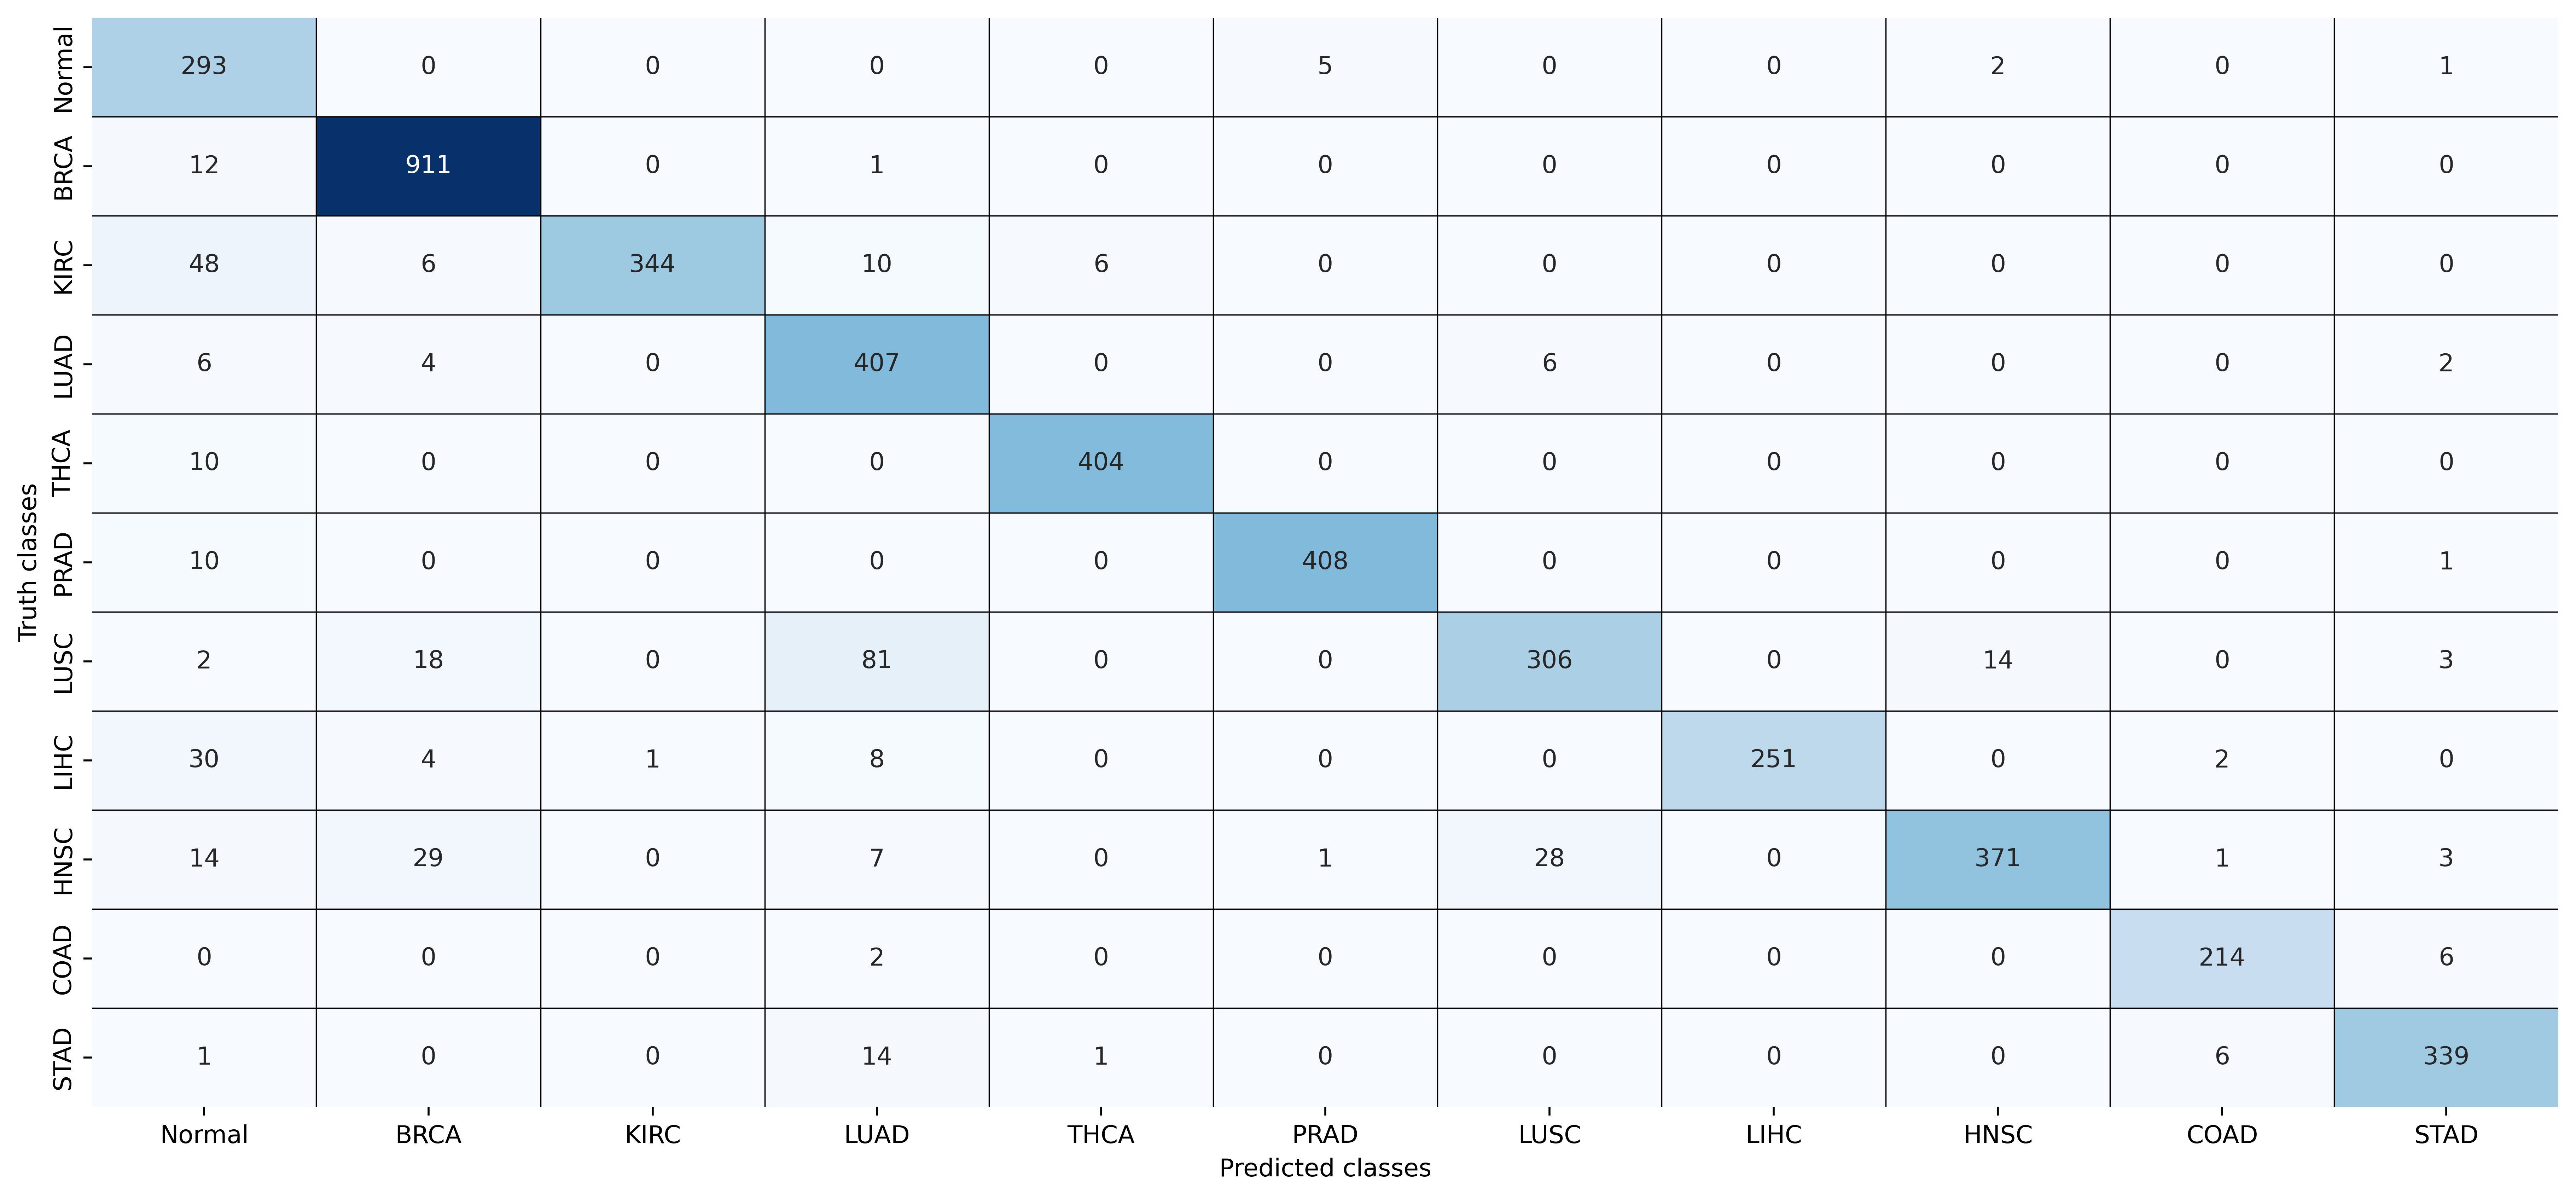 Truth classes
Normal 293 0 0 0 0 5 0 0 2 0 1
BRCA 12 911 0 1 0 0 0 0 0 0 0
KIRC 48 6 344 10 6 0 0 0 0 0 0
LUAD 6 4 0 407 0 0 6 0 0 0 2
THCA 10 0 0 0 404 0 0 0 0 0 0
PRAD 10 0 0 0 0 408 0 0 0 0 1
LUSC 2 18 0 81 0 0 306 0 14 0 3
LIHC 30 4 1 8 0 0 0 251 0 2 0
HNSC 14 29 0 7 0 1 28 0 371 1 3
COAD 0 0 0 2 0 0 0 0 0 214 6
STAD 1 0 0 14 1 0 0 0 0 6 339
Normal BRCA KIRC LUAD THCA PRAD LUSC LIHC HNSC COAD STAD
Predicted classes